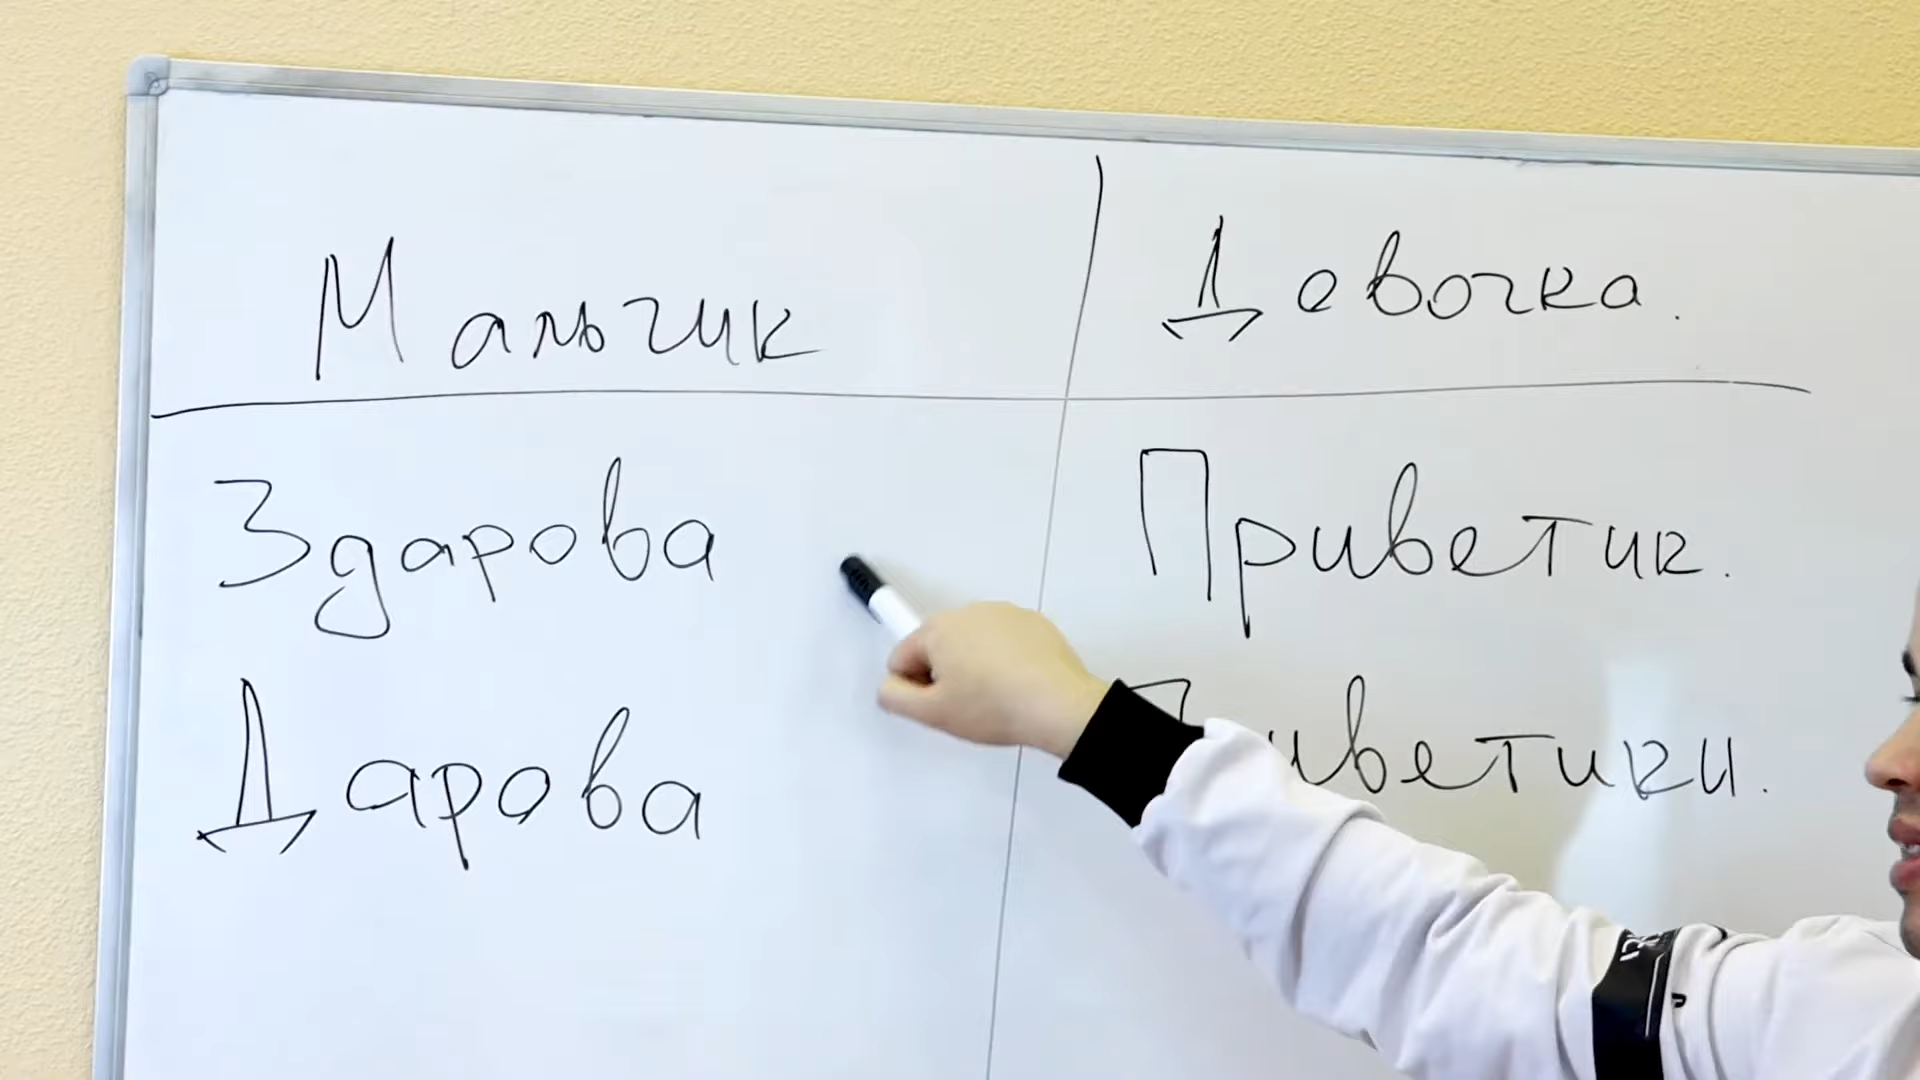 Мальчик
Девочка.
Здарова
Приветик.
Дарова